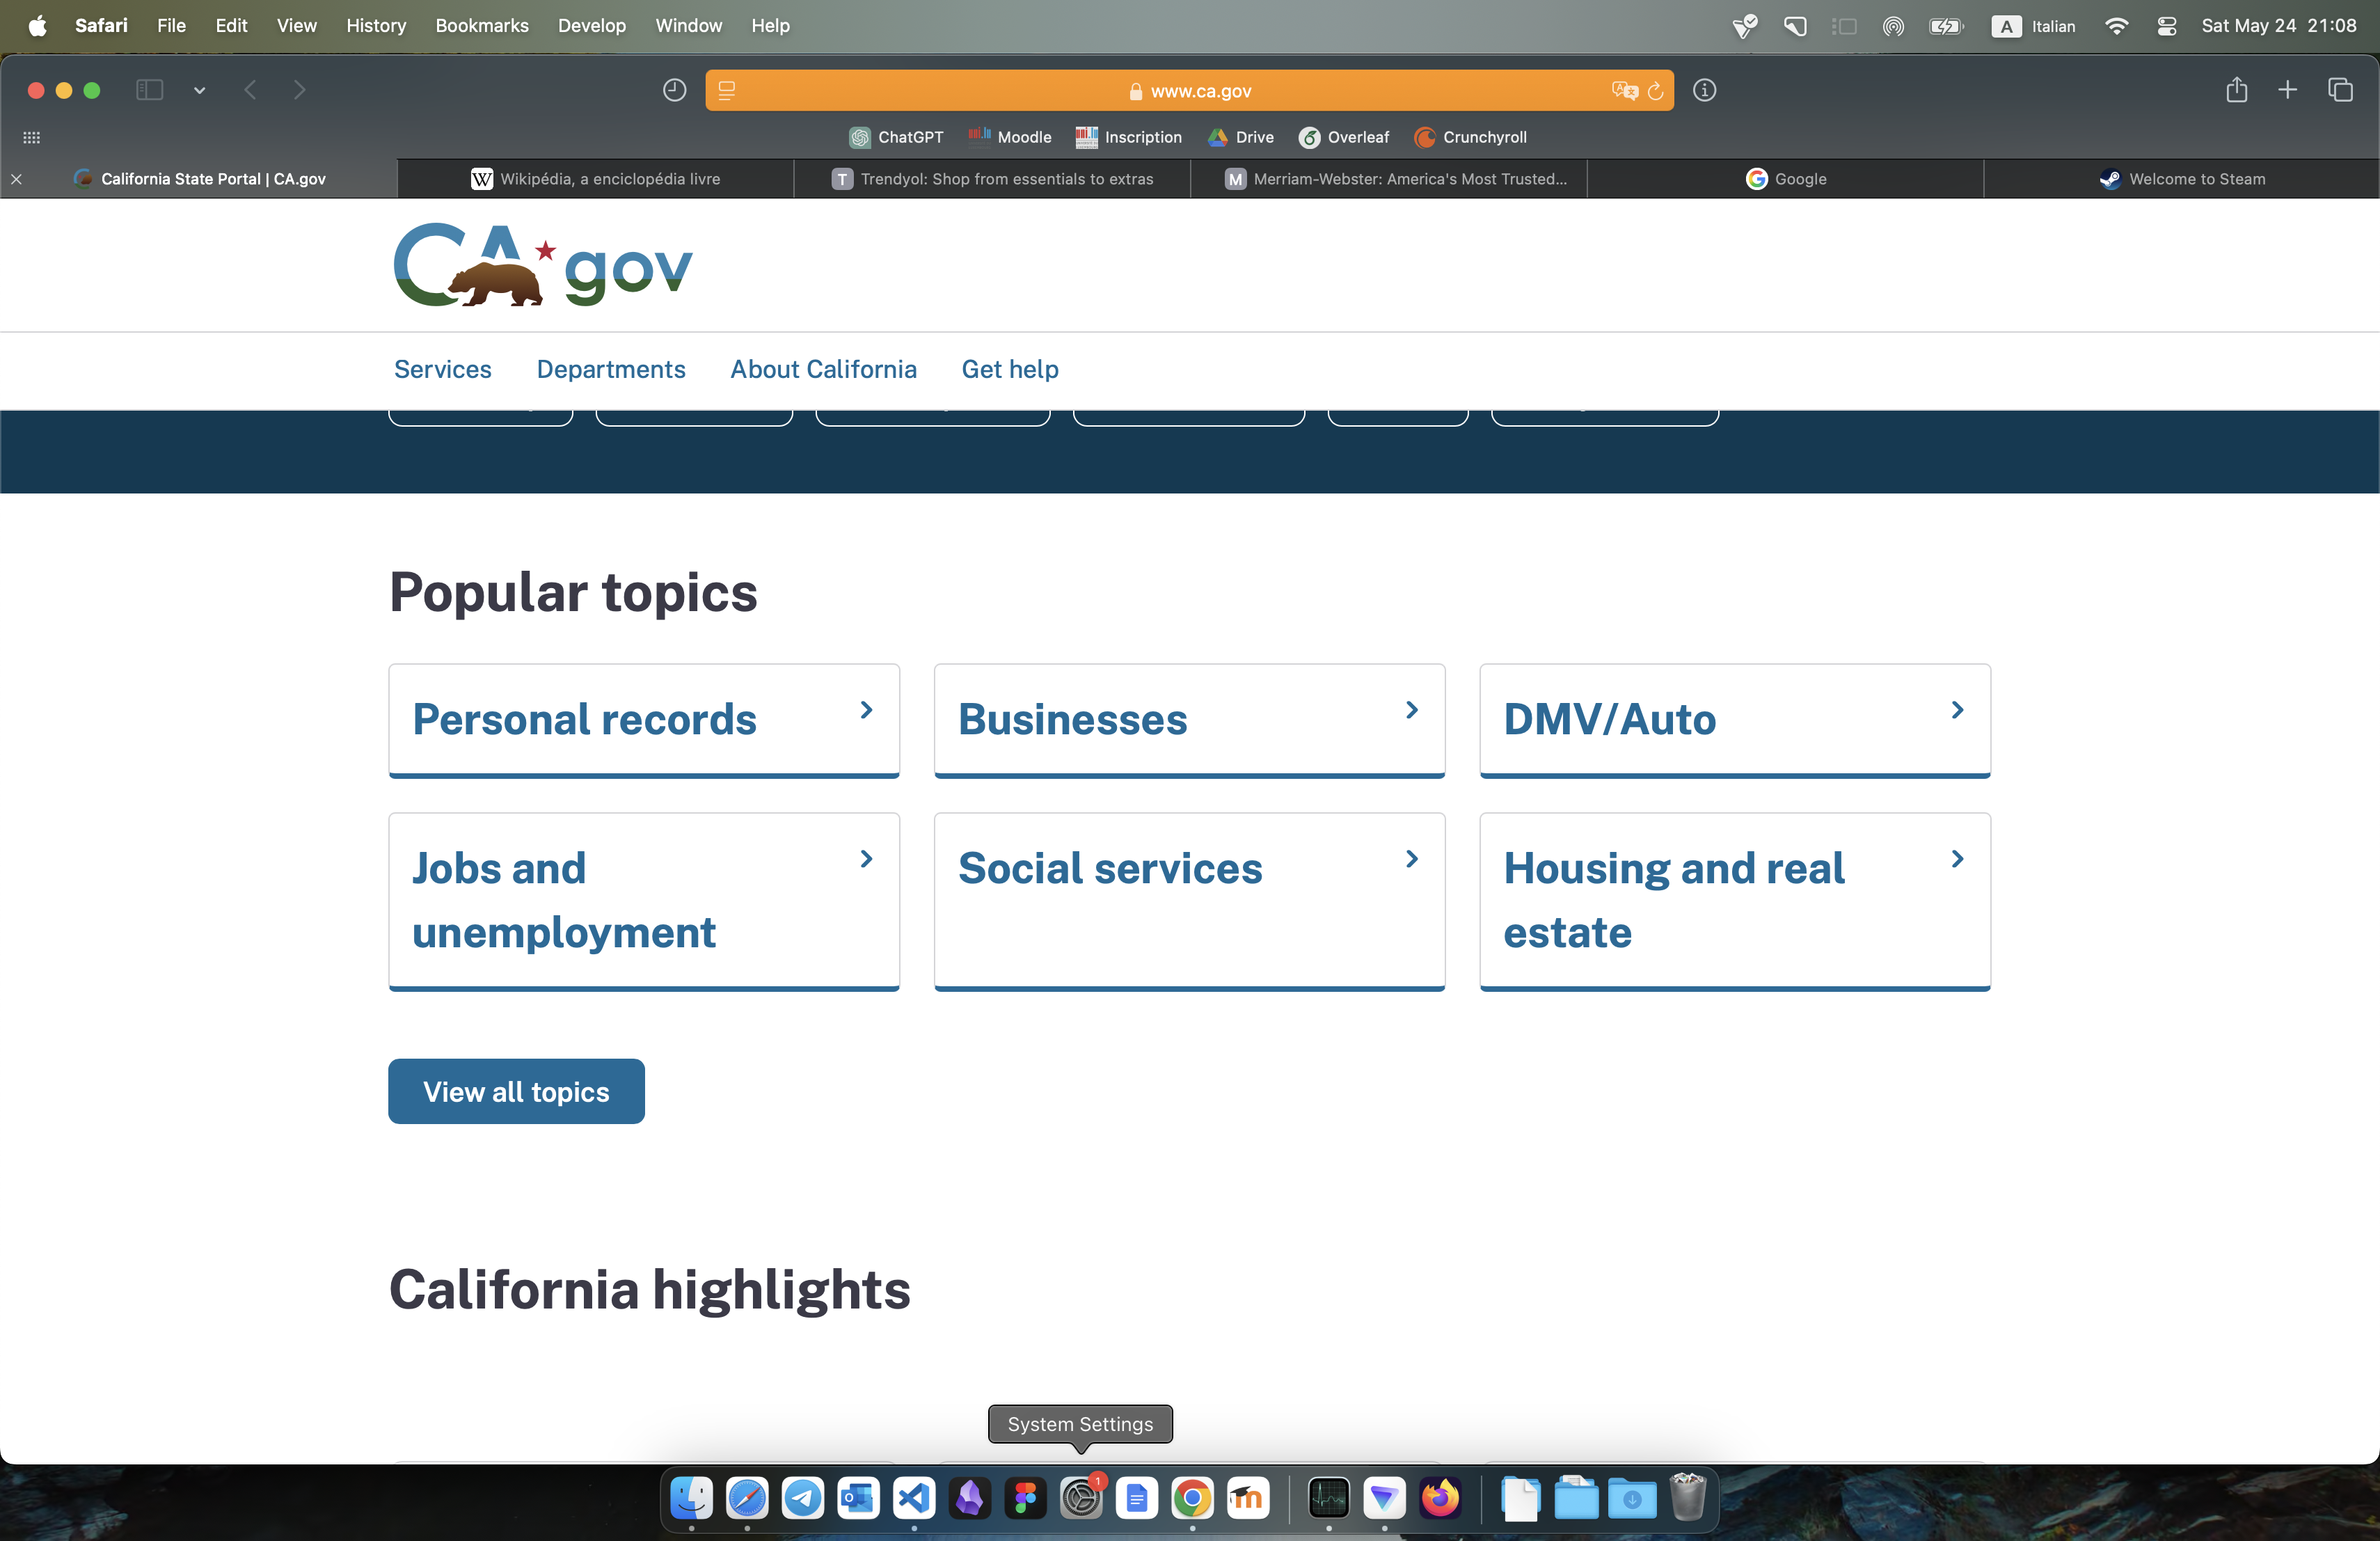 Safari File Edit View History Bookmarks Develop Window Help A Italian Sat May 24 21:08
www.ca.gov
ChatGPT Moodle Inscription Drive Overleaf Crunchyroll
California State Portal | CA.gov W Wikipédia, a enciclopédia livre T Trendyol: Shop from essentials to extras M Merriam-Webster: America's Most Trusted... G Google Welcome to Steam
CA gov
Services Departments About California Get help
Popular topics
Personal records Businesses DMV/Auto
Jobs and unemployment Social services Housing and real estate
View all topics
California highlights
System Settings
1